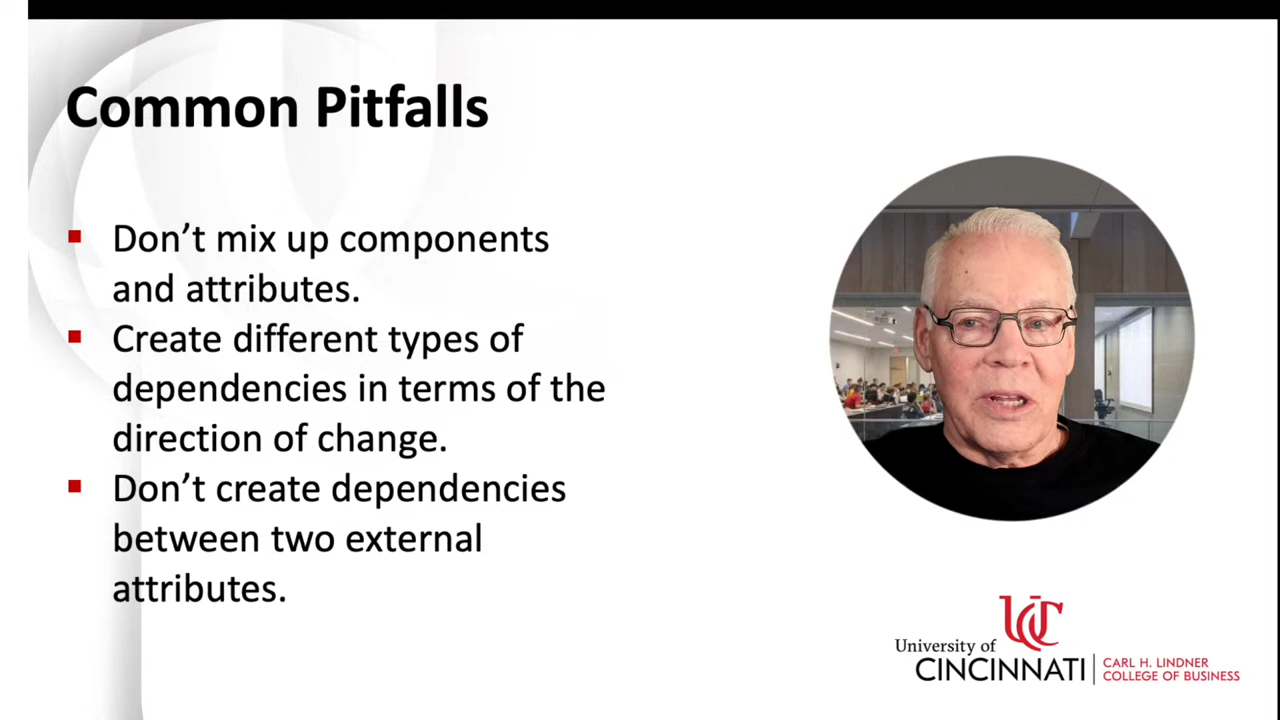 Common Pitfalls
Don’t mix up components
and attributes.
Create different types of
dependencies in terms of the
direction of change.
Don’t create dependencies
between two external
attributes.
UC
University of
CINCINNATI
CARL H. LINDNER
COLLEGE OF BUSINESS